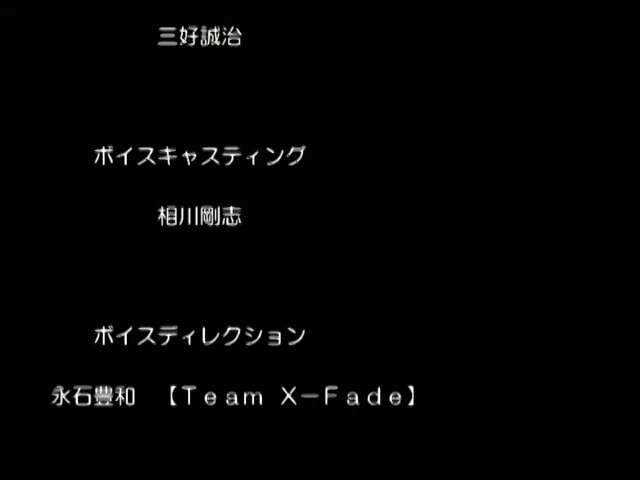 三好誠治
ボイスキャスティング
相川剛志
ボイスディレクション
永石豊和　【Ｔｅａｍ　Ｘ－Ｆａｄｅ】